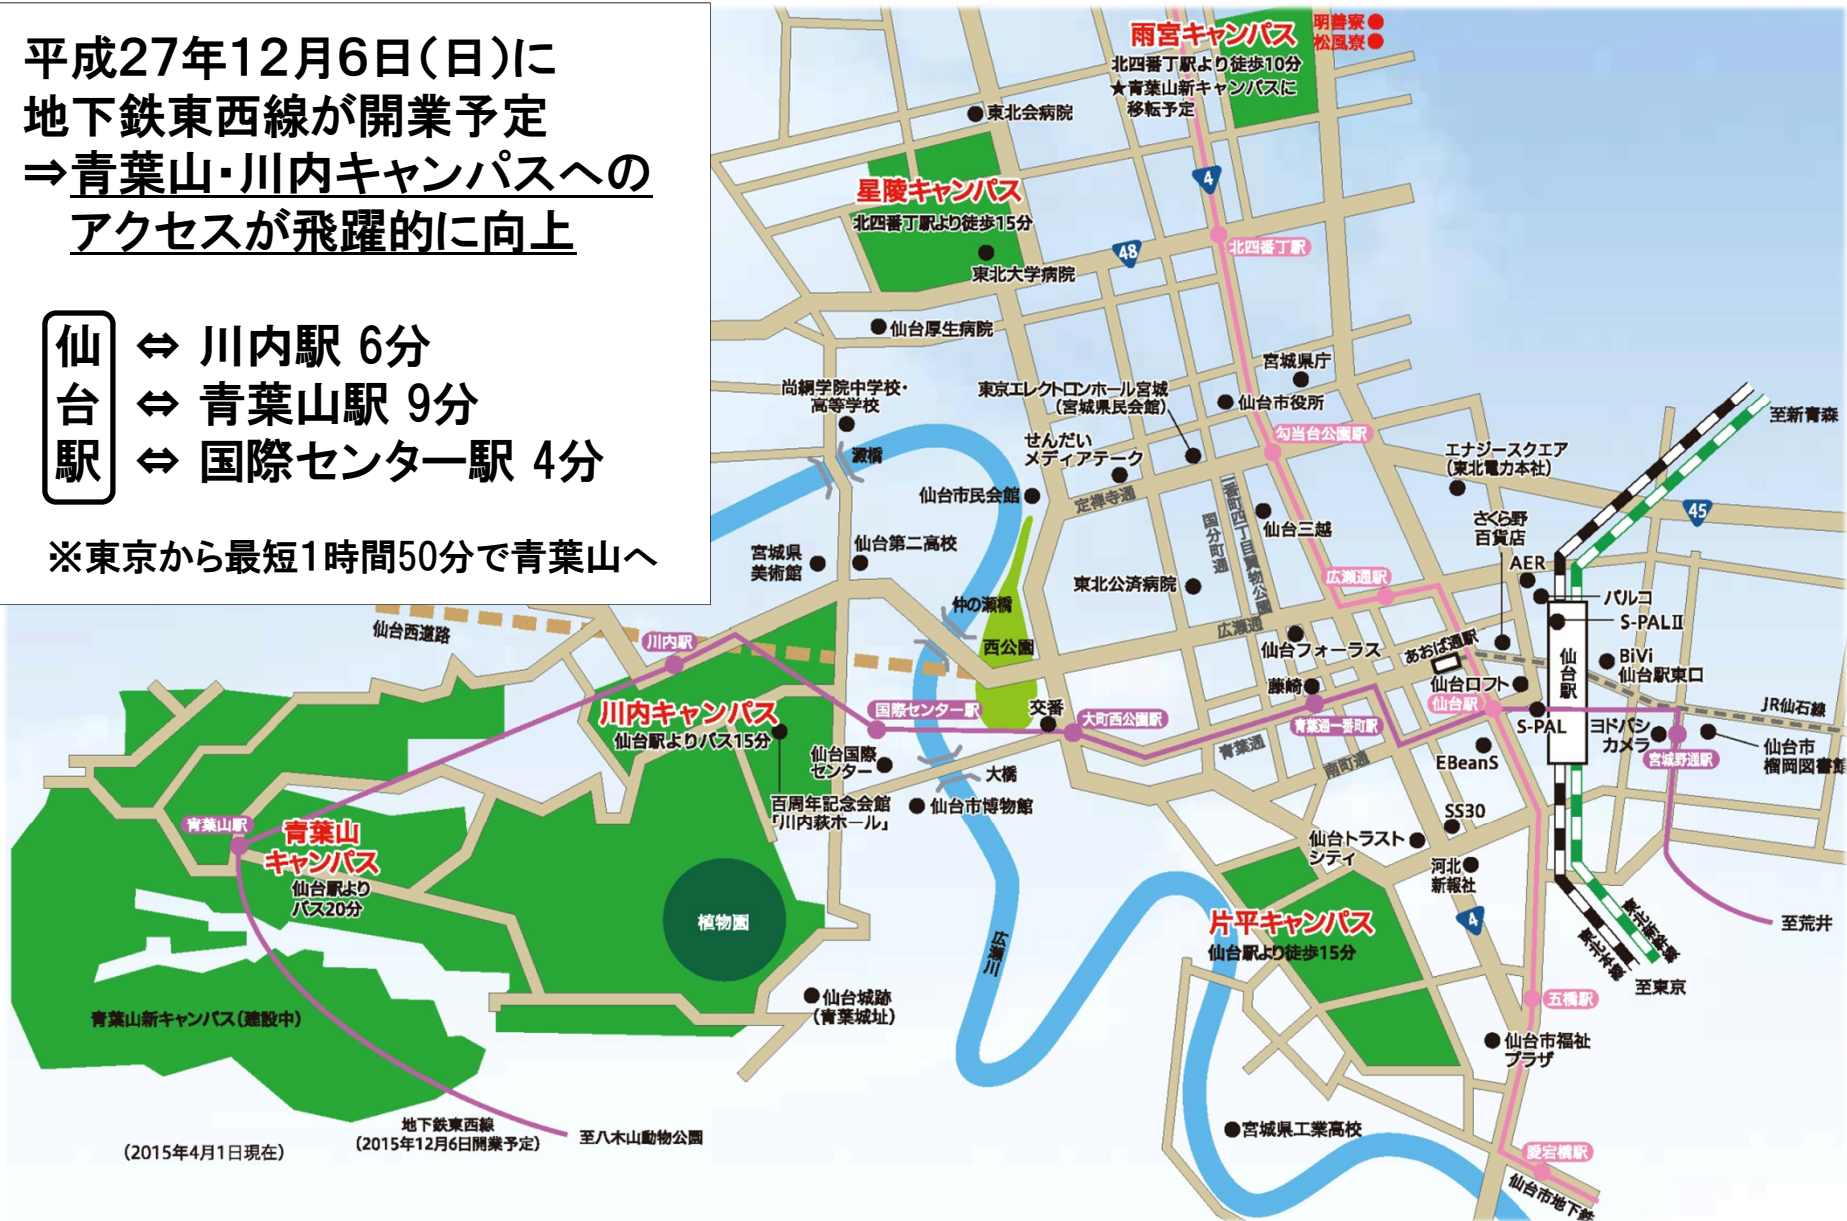 平成27年12月6日(日)に
地下鉄東西線が開業予定
⇒青葉山・川内キャンパスへの
アクセスが飛躍的に向上
仙台駅
⇔ 川内駅 6分
⇔ 青葉山駅 9分
⇔ 国際センター駅 4分
※東京から最短1時間50分で青葉山へ
雨宮キャンパス
北四番丁駅より徒歩10分
★青葉山新キャンパスに
移転予定
明善寮
松風寮
東北会病院
星陵キャンパス
北四番丁駅より徒歩15分
東北大学病院
4
48
北四番丁駅
仙台厚生病院
宮城県庁
尚絅学院中学校・
高等学校
東京エレクトロンホール宮城
(宮城県民会館)
仙台市役所
勾当台公園駅
至新青森
澱橋
せんだい
メディアテーク
エナジースクエア
(東北電力本社)
仙台市民会館
定禅寺通
国分町通
一番町四丁目買物公園
仙台三越
さくら野
百貨店
45
宮城県
美術館
仙台第二高校
東北公済病院
広瀬通駅
AER
パルコ
S-PALⅡ
仲の瀬橋
仙台西道路
川内駅
西公園
広瀬通
仙台フォーラス
あおば通駅
仙台駅
BiVi
仙台駅東口
藤崎
仙台ロフト
JR仙石線
川内キャンパス
仙台駅よりバス15分
国際センター駅
交番
大町西公園駅
青葉通一番町駅
仙台駅
S-PAL
ヨドバシ
カメラ
宮城野通駅
仙台市
榴岡図書館
仙台国際
センター
大橋
青葉通
南町通
EBeanS
百周年記念会館
「川内萩ホール」
仙台市博物館
青葉山駅
青葉山
キャンパス
仙台駅より
バス20分
SS30
仙台トラスト
シティ
河北
新報社
植物園
広瀬川
片平キャンパス
仙台駅より徒歩15分
4
東北新幹線
東北本線
至荒井
至東京
仙台城跡
(青葉城址)
青葉山新キャンパス(建設中)
五橋駅
仙台市福祉
プラザ
地下鉄東西線
(2015年12月6日開業予定)
至八木山動物公園
(2015年4月1日現在)
宮城県工業高校
愛宕橋駅
仙台市地下鉄